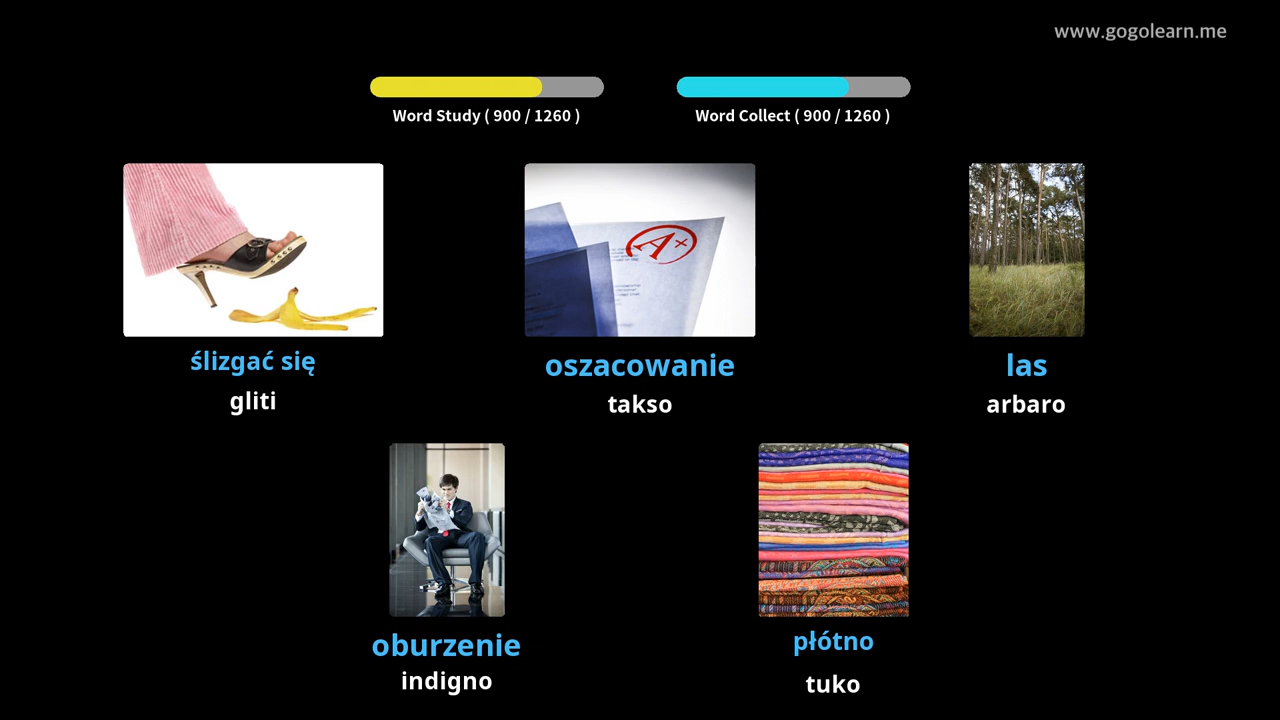 www.gogolearn.me
Word Study ( 900 / 1260 )
Word Collect ( 900 / 1260 )
A+
ślizgać się
gliti
oszacowanie
takso
las
arbaro
oburzenie
indigno
płótno
tuko